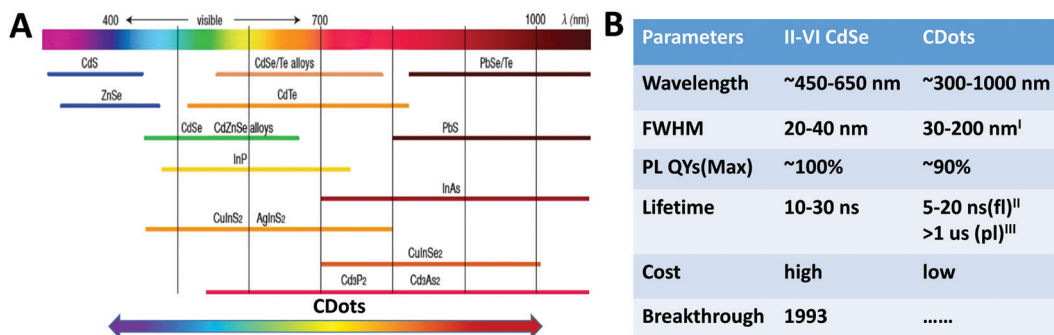 A
400 visible 700 1000 λ (nm)
CdS CdSe/Te alloys PbSe/Te
ZnSe CdTe
CdSe CdZnSe alloys PbS
InP
InAs
CuInS2 AgInS2
CuInSe2
Cd3P2 Cd3As2
CDots
B
Parameters II-VI CdSe CDots
Wavelength ~450-650 nm ~300-1000 nm
FWHM 20-40 nm 30-200 nmI
PL QYs(Max) ~100% ~90%
Lifetime 10-30 ns 5-20 ns(fl)II
>1 us (pl)III
Cost high low
Breakthrough 1993 ......